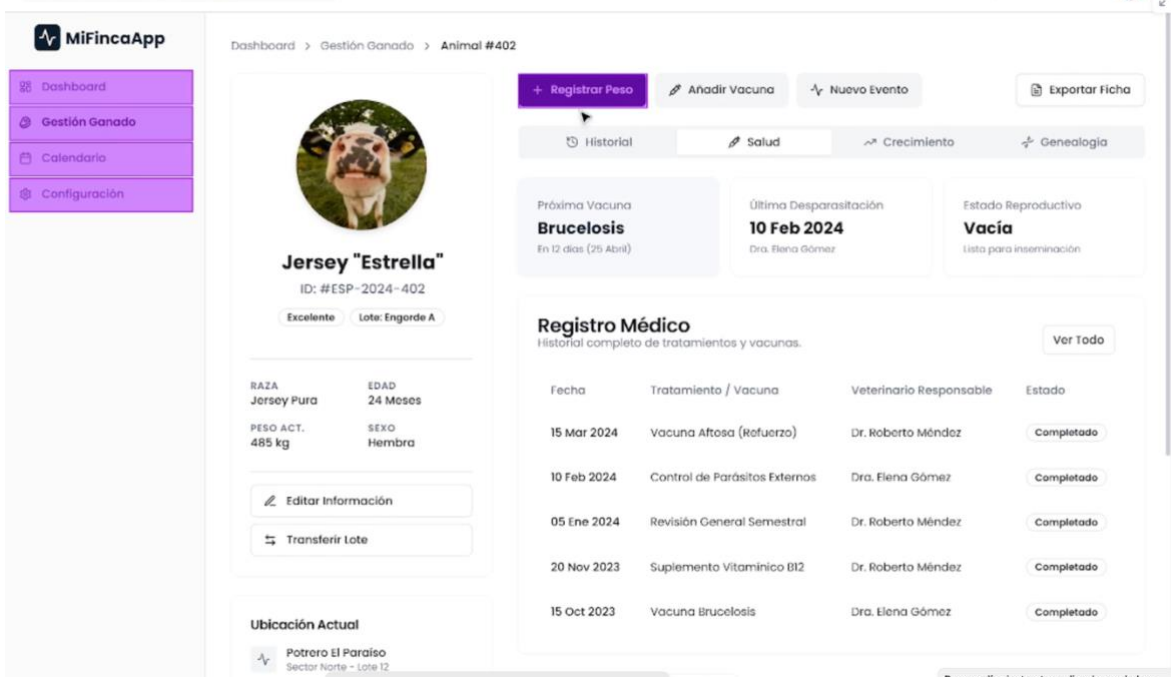 MiFincaApp
Dashboard > Gestión Ganado > Animal #402
Dashboard
Gestión Ganado
Calendario
Configuración
Jersey "Estrella"
ID: #ESP-2024-402
Excelente Lote: Engorde A
RAZA EDAD
Jersey Pura 24 Meses
PESO ACT. SEXO
485 kg Hembra
Editar Información
Transferir Lote
Ubicación Actual
Potrero El Paraíso
Sector Norte - Lote 12
+ Registrar Peso Añadir Vacuna Nuevo Evento Exportar Ficha
Historial Salud Crecimiento Genealogía
Próxima Vacuna
Brucelosis
En 12 días (25 Abril)
Última Desparasitación
10 Feb 2024
Dra. Elena Gómez
Estado Reproductivo
Vacía
Lista para inseminación
Registro Médico
Historial completo de tratamientos y vacunas.
Ver Todo
Fecha Tratamiento / Vacuna Veterinario Responsable Estado
15 Mar 2024 Vacuna Aftosa (Refuerzo) Dr. Roberto Méndez Completado
10 Feb 2024 Control de Parásitos Externos Dra. Elena Gómez Completado
05 Ene 2024 Revisión General Semestral Dr. Roberto Méndez Completado
20 Nov 2023 Suplemento Vitamínico B12 Dr. Roberto Méndez Completado
15 Oct 2023 Vacuna Brucelosis Dra. Elena Gómez Completado